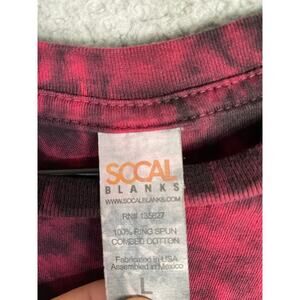 SOCAL
BLANKS
WWW.SOCALBLANKS.COM
RN# 135627
100% RING SPUN
COMBED COTTON
Fabricated in USA
Assembled in Mexico
L